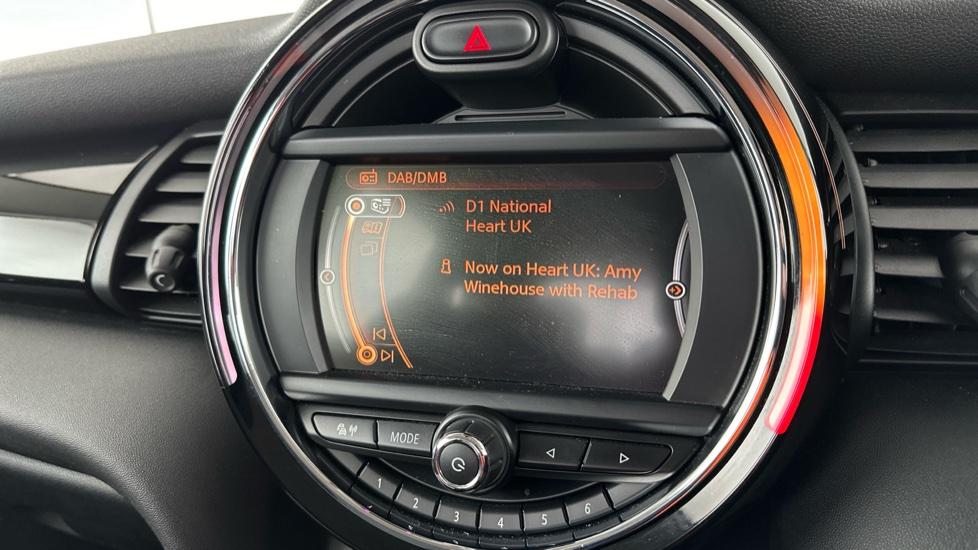 DAB/DMB
D1 National
Heart UK
Now on Heart UK: Amy
Winehouse with Rehab
MODE
1
2
3
4
5
6